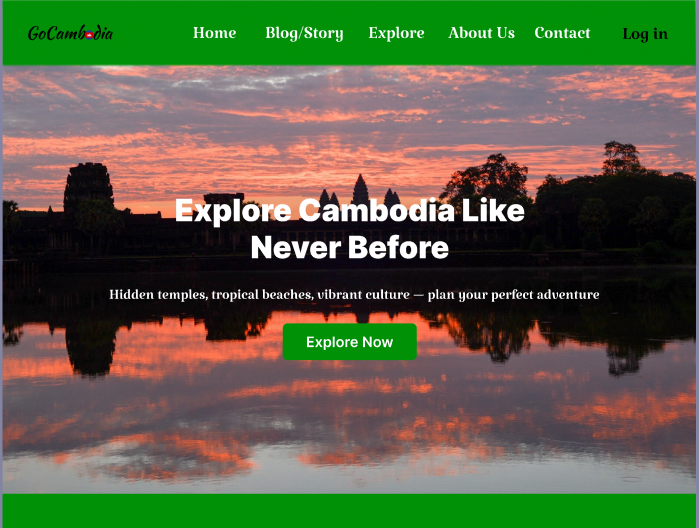 GoCambodia
Home Blog/Story Explore About Us Contact Log in
Explore Cambodia Like
Never Before
Hidden temples, tropical beaches, vibrant culture — plan your perfect adventure
Explore Now